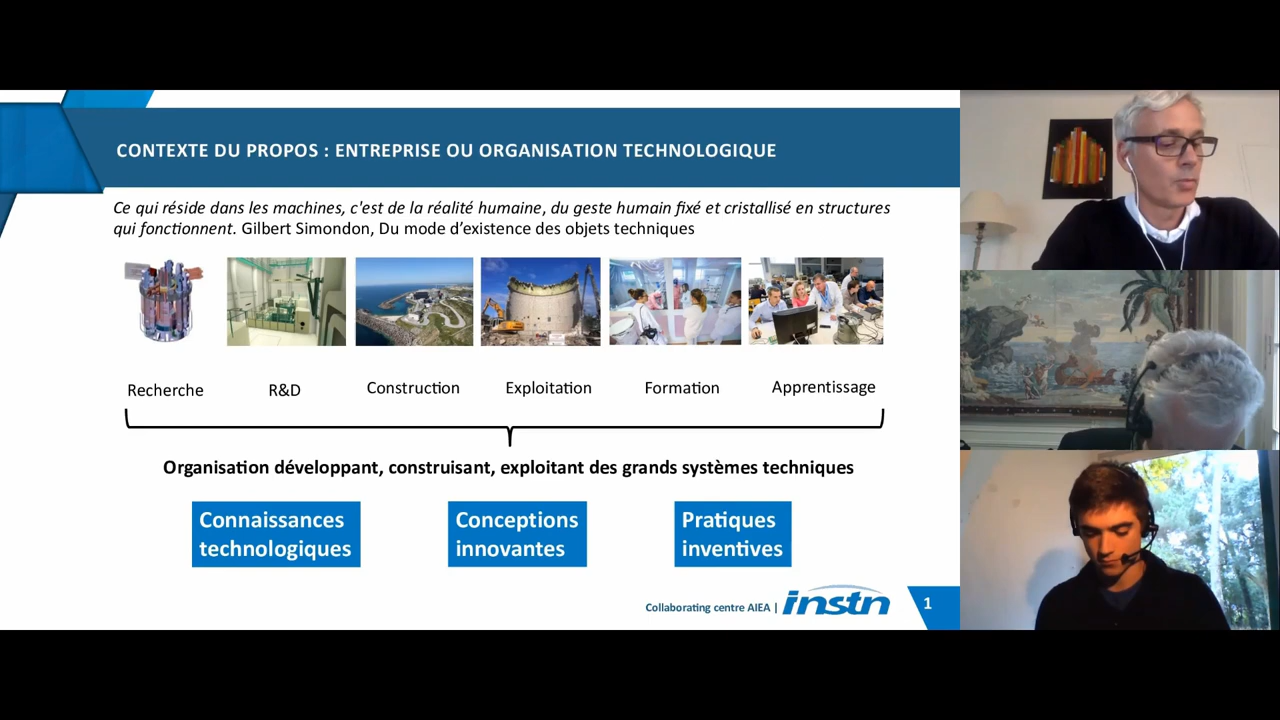 CONTEXTE DU PROPOS : ENTREPRISE OU ORGANISATION TECHNOLOGIQUE
Ce qui réside dans les machines, c'est de la réalité humaine, du geste humain fixé et cristallisé en structures
qui fonctionnent. Gilbert Simondon, Du mode d’existence des objets techniques
Recherche
R&D
Construction
Exploitation
Formation
Apprentissage
Organisation développant, construisant, exploitant des grands systèmes techniques
Connaissances
technologiques
Conceptions
innovantes
Pratiques
inventives
Collaborating centre AIEA | instn
1